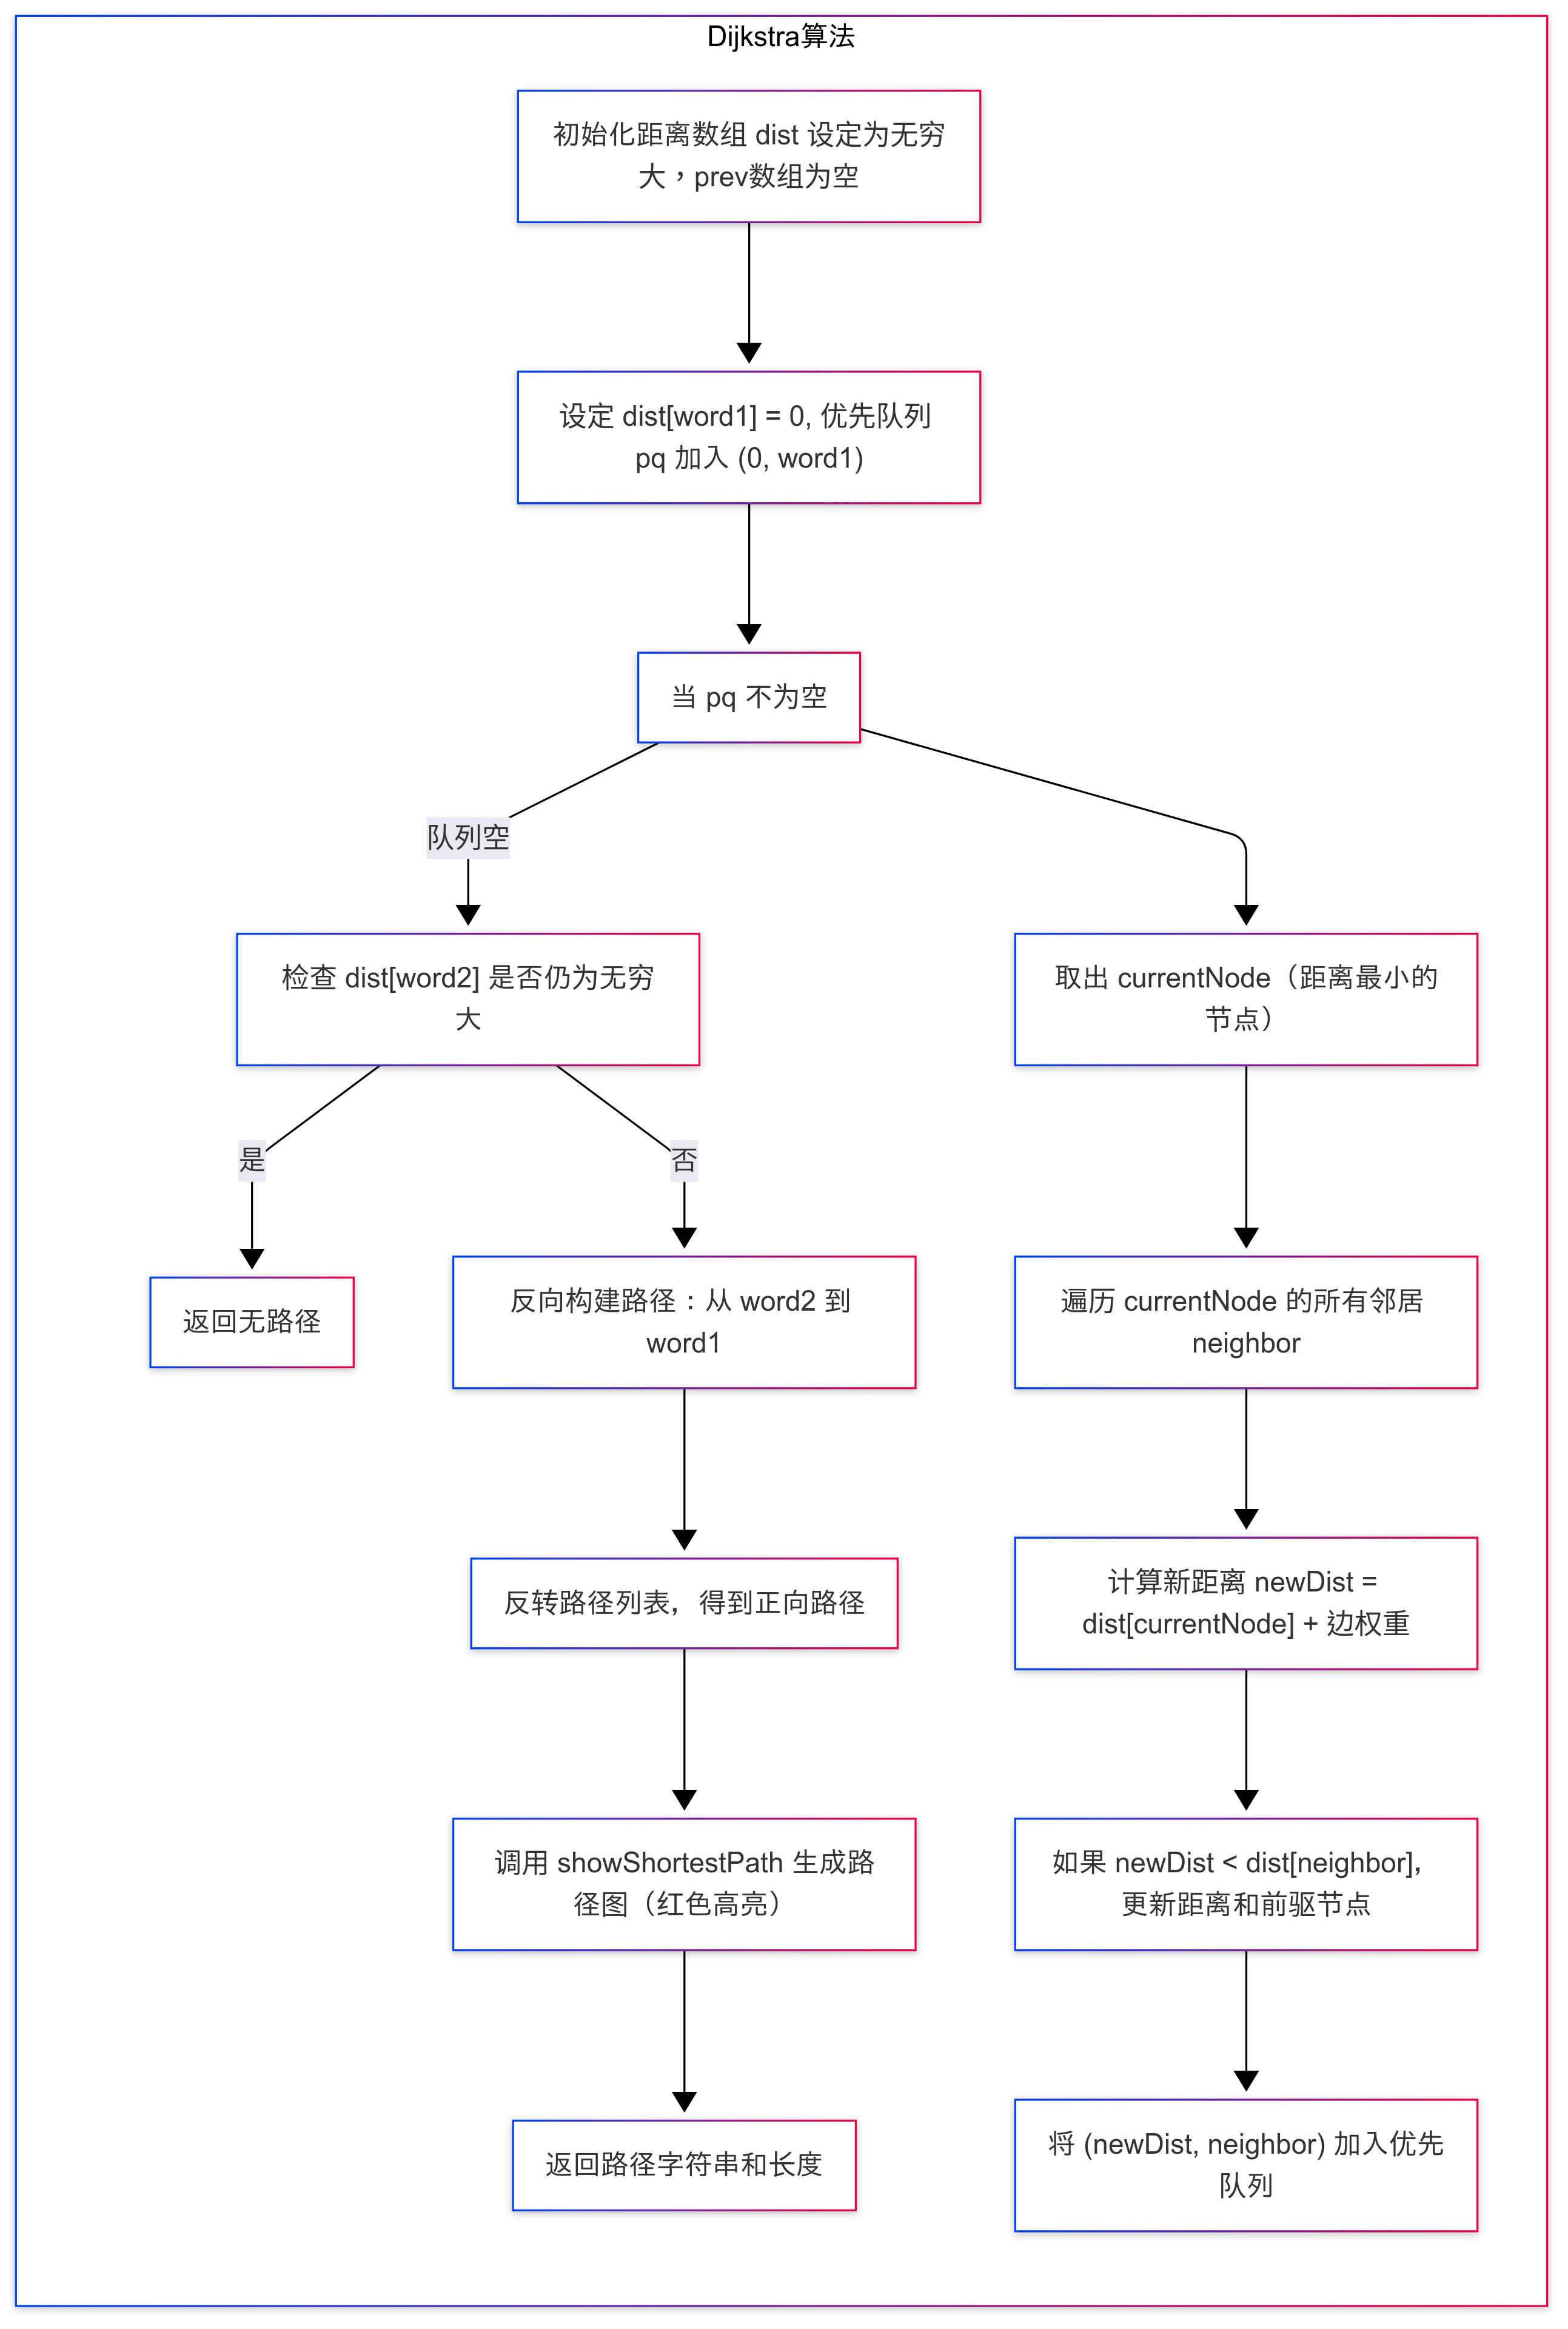 Dijkstra算法
初始化距离数组 dist 设定为无穷
大，prev数组为空
设定 dist[word1] = 0, 优先队列
pq 加入 (0, word1)
当 pq 不为空
队列空
检查 dist[word2] 是否仍为无穷
大
取出 currentNode（距离最小的
节点）
是
否
返回无路径
反向构建路径：从 word2 到
word1
遍历 currentNode 的所有邻居
neighbor
反转路径列表，得到正向路径
计算新距离 newDist =
dist[currentNode] + 边权重
调用 showShortestPath 生成路
径图（红色高亮）
如果 newDist < dist[neighbor]，
更新距离和前驱节点
返回路径字符串和长度
将 (newDist, neighbor) 加入优先
队列